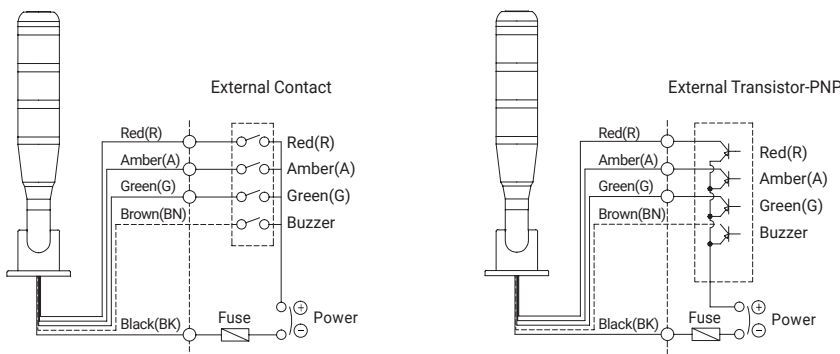 External Contact
Red(R)
Red(R)
Amber(A)
Amber(A)
Green(G)
Green(G)
Brown(BN)
Buzzer
Black(BK)
Fuse
+
−
Power
External Transistor-PNP
Red(R)
Red(R)
Amber(A)
Amber(A)
Green(G)
Green(G)
Brown(BN)
Buzzer
Black(BK)
Fuse
+
−
Power